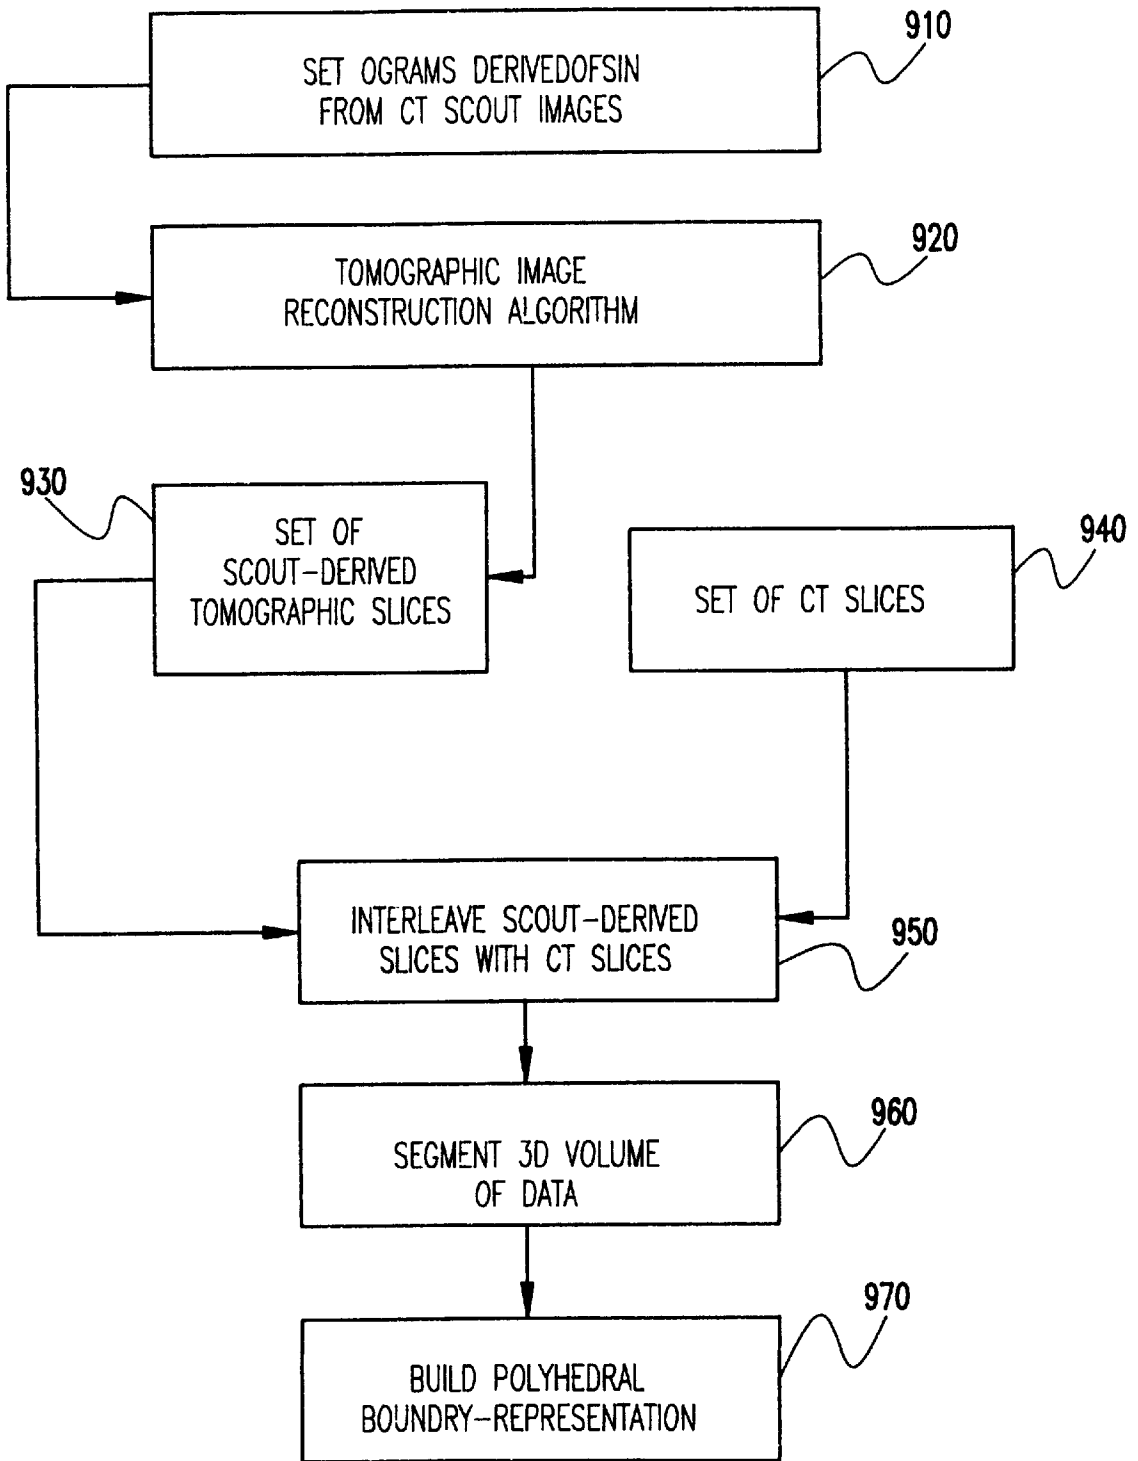 910
SET OGRAMS DERIVEDOFSIN
FROM CT SCOUT IMAGES
920
TOMOGRAPHIC IMAGE
RECONSTRUCTION ALGORITHM
930
SET OF
SCOUT-DERIVED
TOMOGRAPHIC SLICES
940
SET OF CT SLICES
INTERLEAVE SCOUT-DERIVED
SLICES WITH CT SLICES
950
SEGMENT 3D VOLUME
OF DATA
960
970
BUILD POLYHEDRAL
BOUNDRY-REPRESENTATION